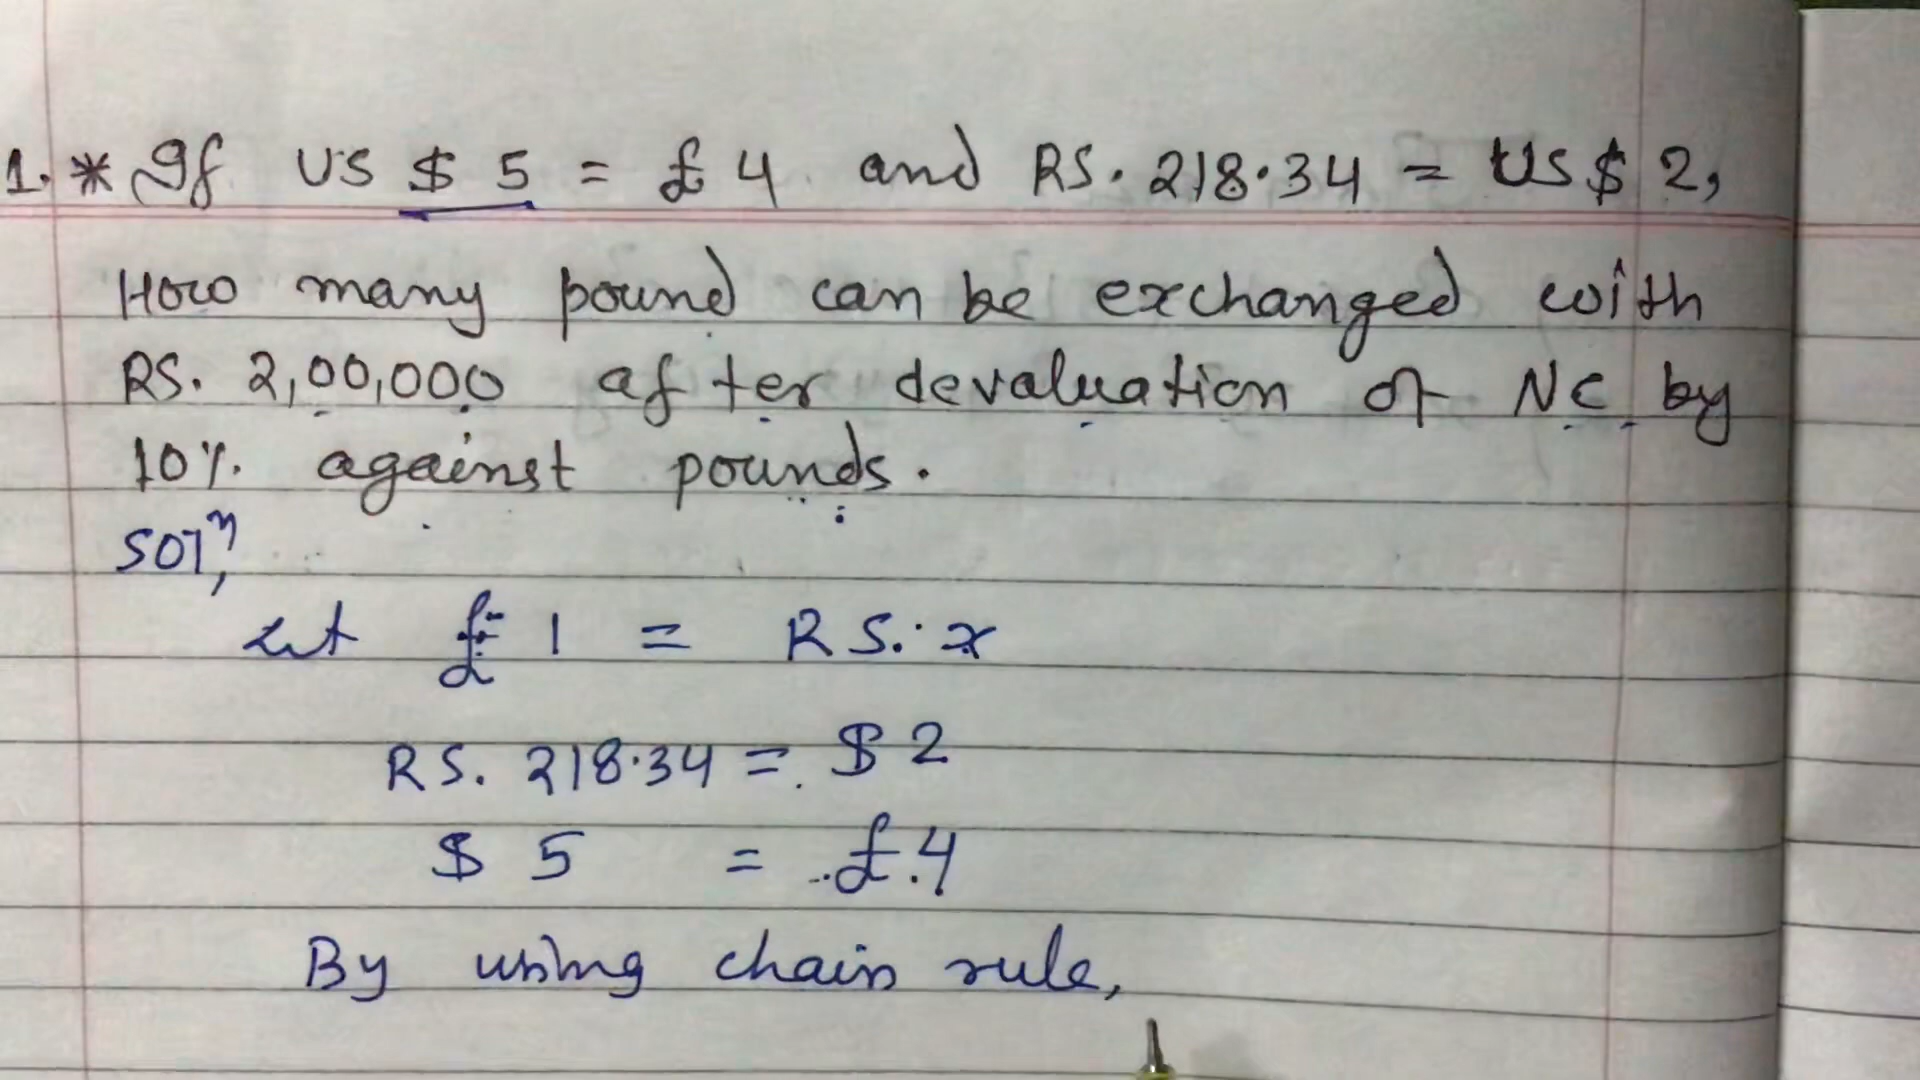 1. * If US $ 5 = £ 4 and RS. 218.34 = US $ 2,
How many pound can be exchanged with
RS. 2,00,000 after devaluation of NC by
10%. against pounds.
Solⁿ,
Let £ 1 = RS. x
RS. 218.34 = $ 2
$ 5 = £ 4
By using chain rule,